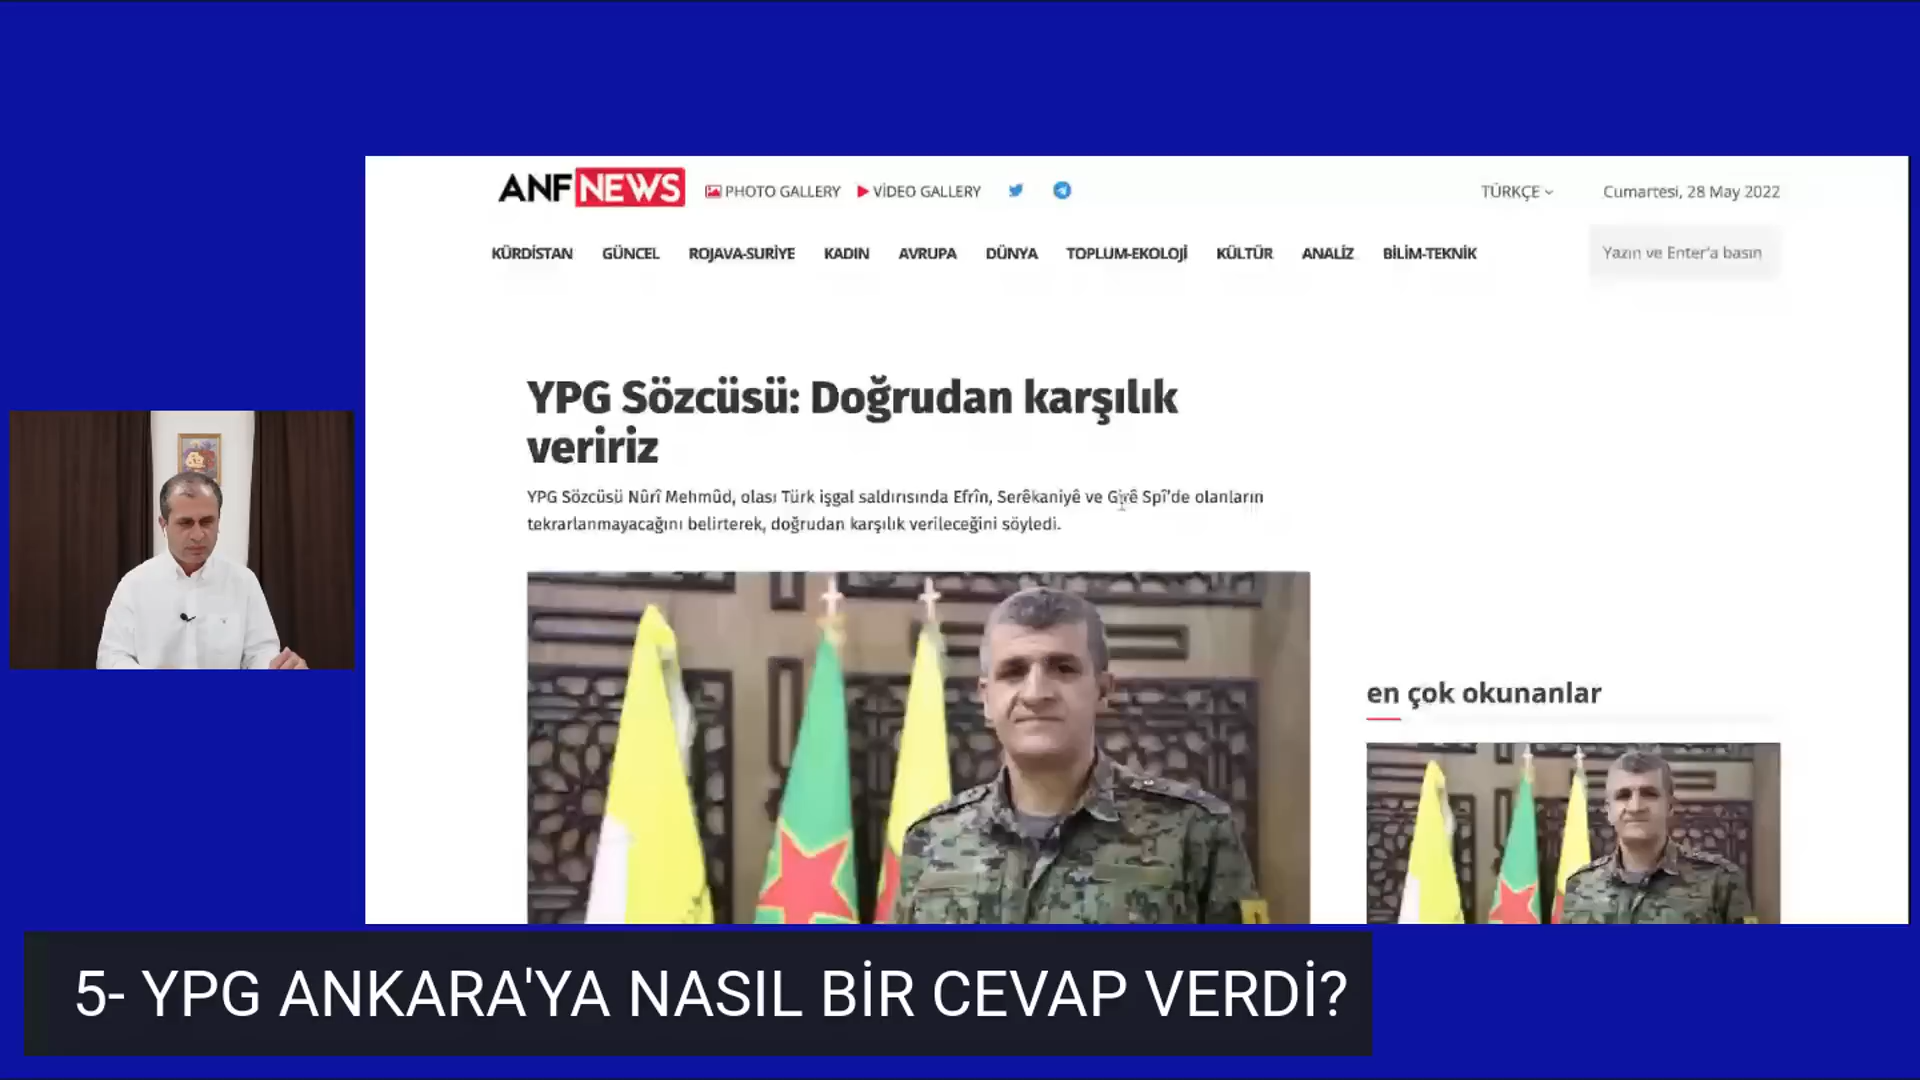 ANF NEWS
PHOTO GALLERY
VİDEO GALLERY
TÜRKÇE
Cumartesi, 28 May 2022
KÜRDİSTAN GÜNCEL ROJAVA-SURİYE KADIN AVRUPA DÜNYA TOPLUM-EKOLOJİ KÜLTÜR ANALİZ BİLİM-TEKNİK
Yazın ve Enter'a basın
YPG Sözcüsü: Doğrudan karşılık
veririz
YPG Sözcüsü Nûrî Mehmûd, olası Türk işgal saldırısında Efrîn, Serêkaniyê ve Girê Spî’de olanların
tekrarlanmayacağını belirterek, doğrudan karşılık verileceğini söyledi.
en çok okunanlar
5- YPG ANKARA'YA NASIL BİR CEVAP VERDİ?